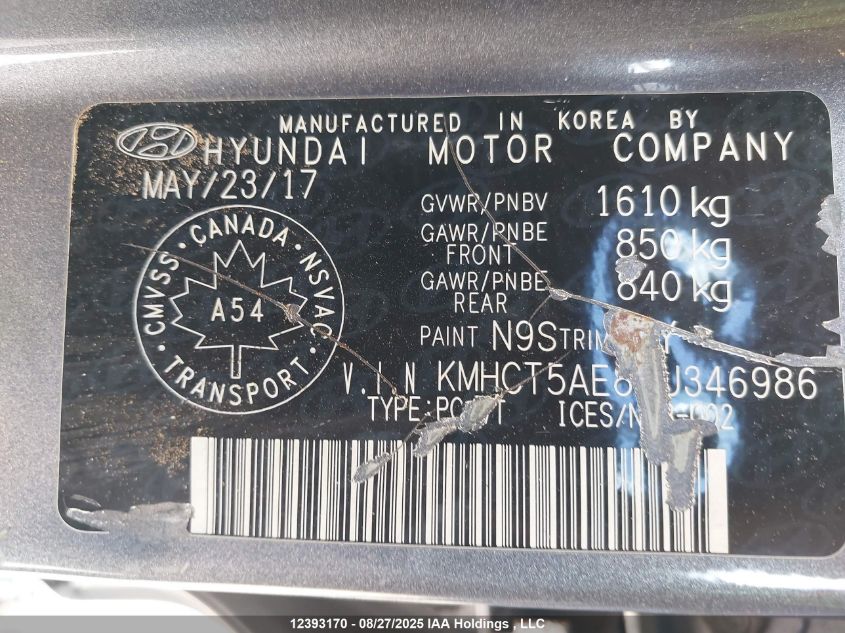 MANUFACTURED IN KOREA BY
HYUNDAI MOTOR COMPANY
MAY/23/17
GVWR/PNBV 1610 kg
GAWR/PNBE FRONT 850 kg
GAWR/PNBE REAR 840 kg
CANADA · NSVAC · TRANSPORT · CMVSS
A54
PAINT N9S TRIM
V.I.N
TYPE:
12393170 - 08/27/2025 IAA Holdings, LLC